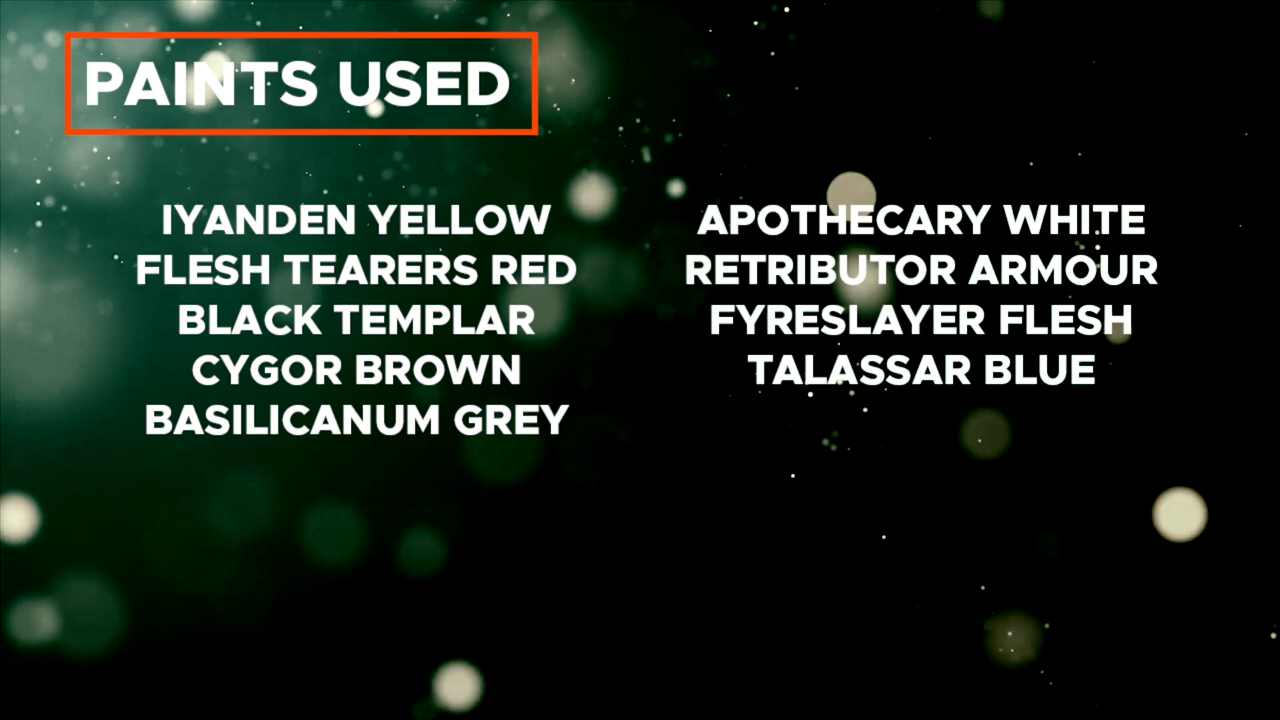 PAINTS USED
IYANDEN YELLOW
FLESH TEARERS RED
BLACK TEMPLAR
CYGOR BROWN
BASILICANUM GREY
APOTHECARY WHITE
RETRIBUTOR ARMOUR
FYRESLAYER FLESH
TALASSAR BLUE